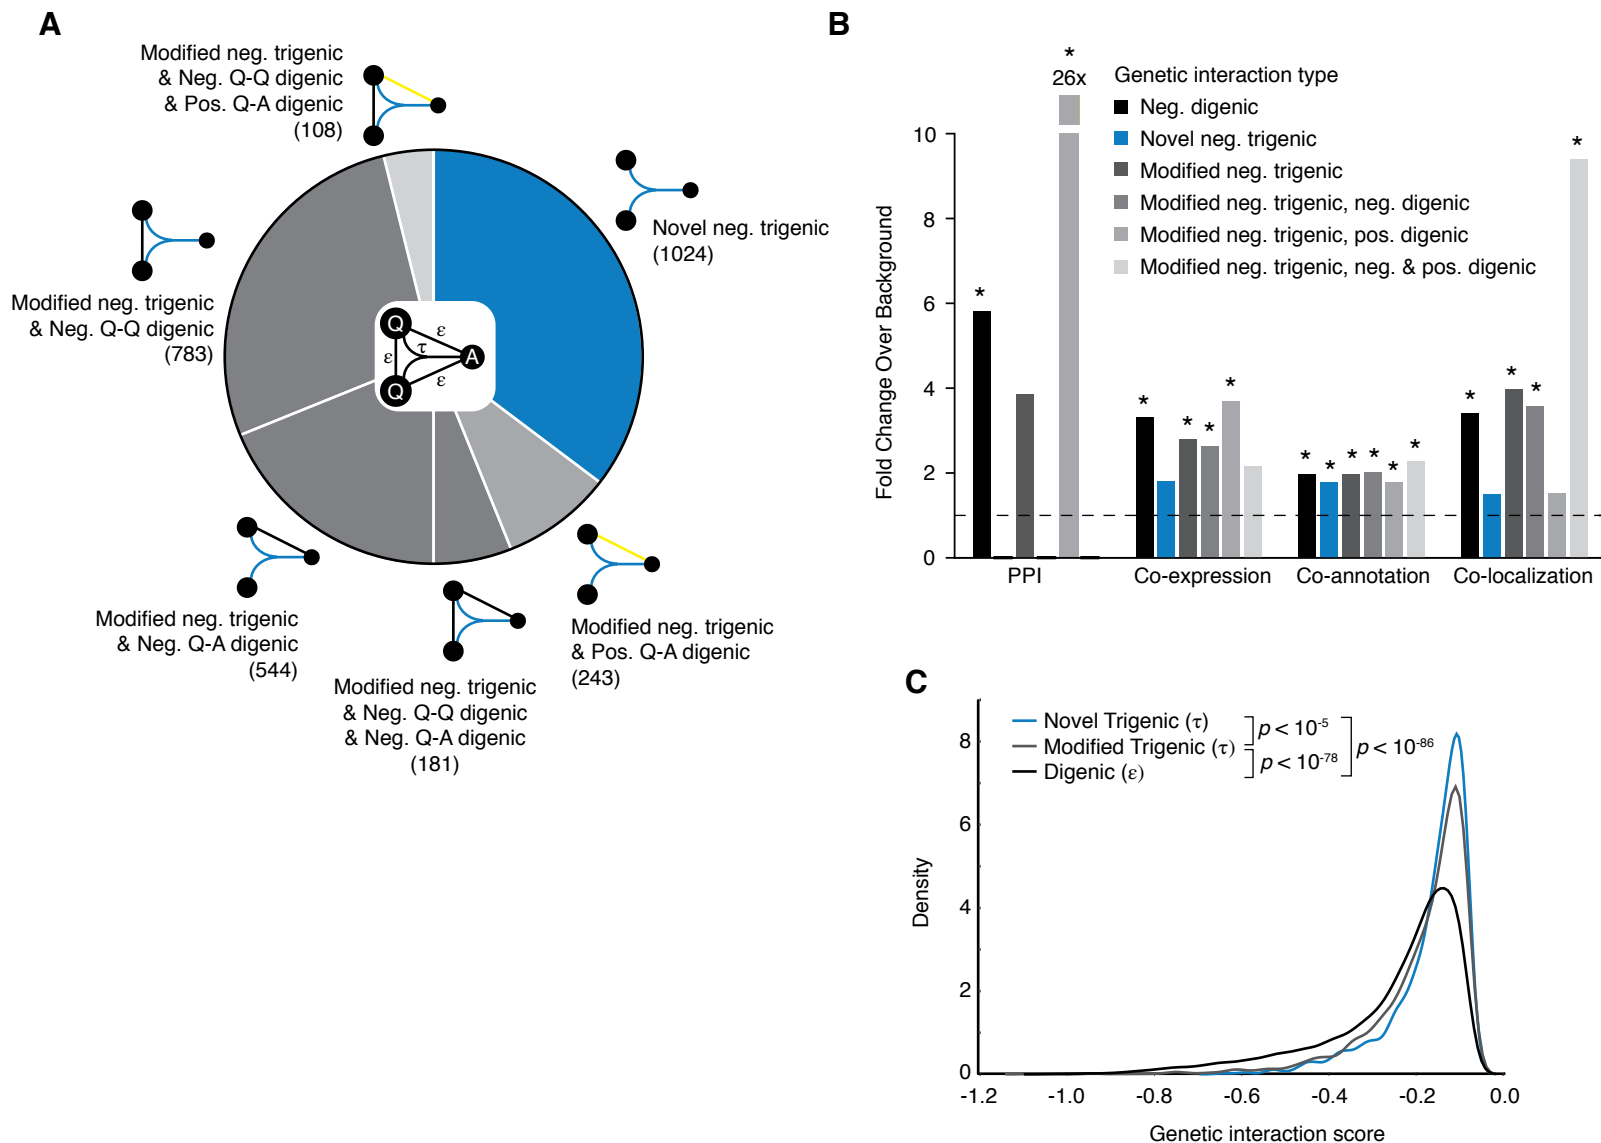 A
Modified neg. trigenic
& Neg. Q-Q digenic
& Pos. Q-A digenic
(108)
Novel neg. trigenic
(1024)
Modified neg. trigenic
& Neg. Q-Q digenic
(783)
Q
ε
τ
ε
A
Q
ε
Modified neg. trigenic
& Neg. Q-A digenic
(544)
Modified neg. trigenic
& Neg. Q-Q digenic
& Neg. Q-A digenic
(181)
Modified neg. trigenic
& Pos. Q-A digenic
(243)
B
*
26x
Genetic interaction type
Neg. digenic
Novel neg. trigenic
Modified neg. trigenic
Modified neg. trigenic, neg. digenic
Modified neg. trigenic, pos. digenic
Modified neg. trigenic, neg. & pos. digenic
Fold Change Over Background
10
8
6
4
2
0
*
* * * *
* * * * * *
* * * *
PPI
Co-expression
Co-annotation
Co-localization
C
Novel Trigenic (τ)
Modified Trigenic (τ)
Digenic (ε)
p < 10-5
p < 10-78
p < 10-86
Density
8
6
4
2
0
-1.2 -1.0 -0.8 -0.6 -0.4 -0.2 0.0
Genetic interaction score